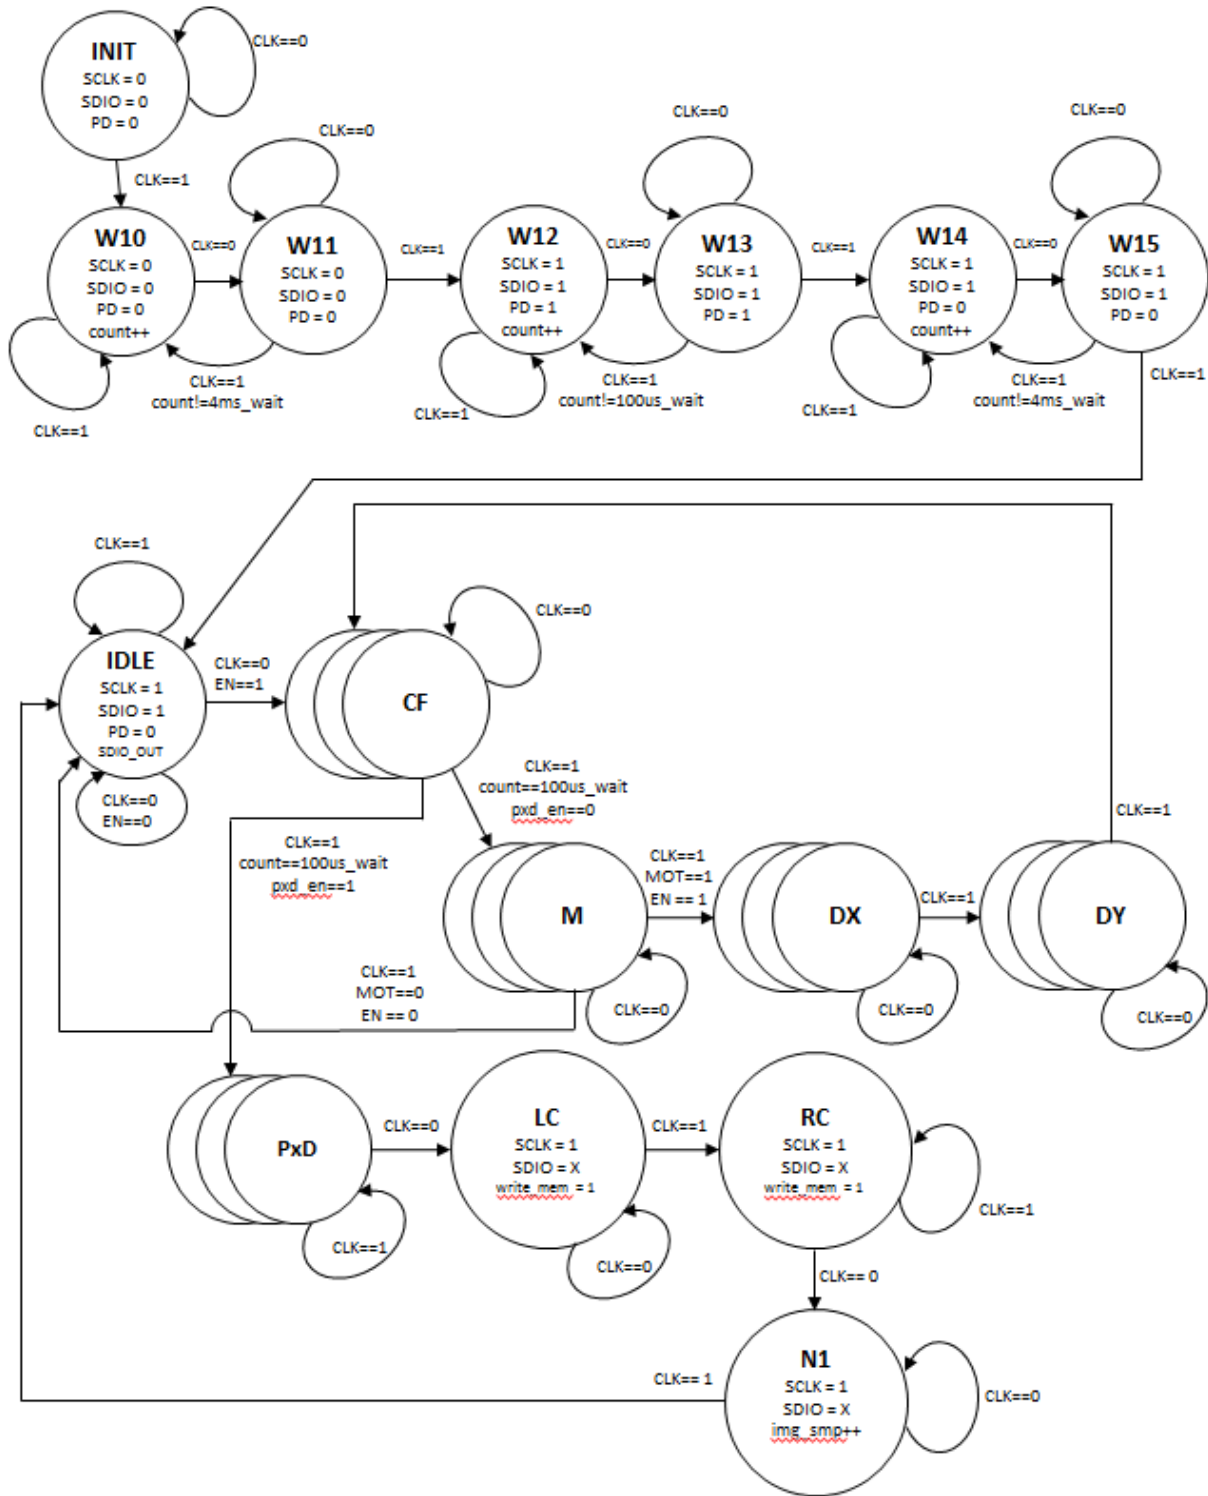 INIT
SCLK = 0
SDIO = 0
PD = 0
CLK==0
CLK==1
W10
SCLK = 0
SDIO = 0
PD = 0
count++
CLK==1
CLK==0
W11
SCLK = 0
SDIO = 0
PD = 0
CLK==0
CLK==1
count!=4ms_wait
CLK==1
W12
SCLK = 1
SDIO = 1
PD = 1
count++
CLK==1
CLK==0
W13
SCLK = 1
SDIO = 1
PD = 1
CLK==0
CLK==1
count!=100us_wait
CLK==1
W14
SCLK = 1
SDIO = 1
PD = 0
count++
CLK==1
CLK==0
W15
SCLK = 1
SDIO = 1
PD = 0
CLK==0
CLK==1
count!=4ms_wait
CLK==1
CLK==1
IDLE
SCLK = 1
SDIO = 1
PD = 0
SDIO_OUT
CLK==0
EN==0
CLK==0
EN==1
CF
CLK==0
CLK==1
count==100us_wait
pxd_en==0
CLK==1
count==100us_wait
pxd_en==1
M
CLK==0
CLK==1
MOT==1
EN == 1
DX
CLK==0
CLK==1
DY
CLK==0
CLK==1
CLK==1
MOT==0
EN == 0
PxD
CLK==1
CLK==0
LC
SCLK = 1
SDIO = X
write_mem = 1
CLK==0
CLK==1
RC
SCLK = 1
SDIO = X
write_mem = 1
CLK==1
CLK== 0
N1
SCLK = 1
SDIO = X
img_smp++
CLK==0
CLK== 1